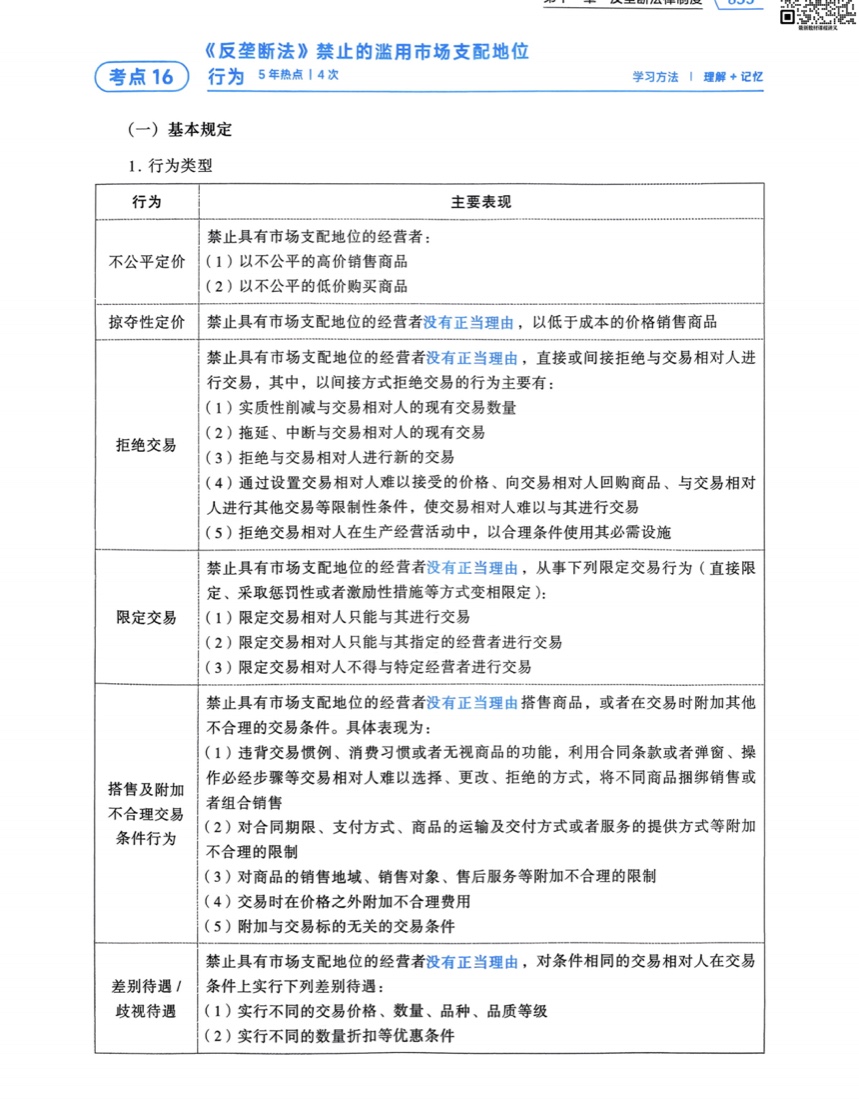 《反垄断法》禁止的滥用市场支配地位
考点 16
行为 5年热点 | 4次
学习方法 | 理解 + 记忆
（一）基本规定
1. 行为类型
行为
主要表现
不公平定价
禁止具有市场支配地位的经营者：
（1）以不公平的高价销售商品
（2）以不公平的低价购买商品
掠夺性定价
禁止具有市场支配地位的经营者没有正当理由，以低于成本的价格销售商品
拒绝交易
禁止具有市场支配地位的经营者没有正当理由，直接或间接拒绝与交易相对人进
行交易，其中，以间接方式拒绝交易的行为主要有：
（1）实质性削减与交易相对人的现有交易数量
（2）拖延、中断与交易相对人的现有交易
（3）拒绝与交易相对人进行新的交易
（4）通过设置交易相对人难以接受的价格、向交易相对人回购商品、与交易相对
人进行其他交易等限制性条件，使交易相对人难以与其进行交易
（5）拒绝交易相对人在生产经营活动中，以合理条件使用其必需设施
限定交易
禁止具有市场支配地位的经营者没有正当理由，从事下列限定交易行为（直接限
定、采取惩罚性或者激励性措施等方式变相限定）：
（1）限定交易相对人只能与其进行交易
（2）限定交易相对人只能与其指定的经营者进行交易
（3）限定交易相对人不得与特定经营者进行交易
搭售及附加
不合理交易
条件行为
禁止具有市场支配地位的经营者没有正当理由搭售商品，或者在交易时附加其他
不合理的交易条件。具体表现为：
（1）违背交易惯例、消费习惯或者无视商品的功能，利用合同条款或者弹窗、操
作必经步骤等交易相对人难以选择、更改、拒绝的方式，将不同商品捆绑销售或
者组合销售
（2）对合同期限、支付方式、商品的运输及交付方式或者服务的提供方式等附加
不合理的限制
（3）对商品的销售地域、销售对象、售后服务等附加不合理的限制
（4）交易时在价格之外附加不合理费用
（5）附加与交易标的无关的交易条件
差别待遇 /
歧视待遇
禁止具有市场支配地位的经营者没有正当理由，对条件相同的交易相对人在交易
条件上实行下列差别待遇：
（1）实行不同的交易价格、数量、品种、品质等级
（2）实行不同的数量折扣等优惠条件